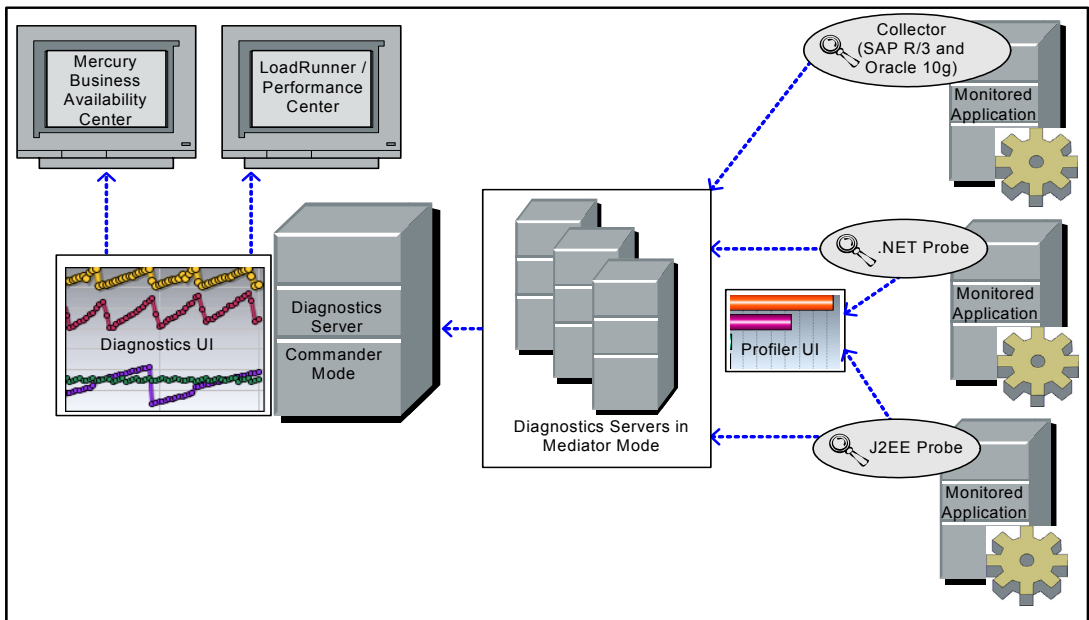 Mercury
Business
Availability
Center
LoadRunner /
Performance
Center
Collector
(SAP R/3 and
Oracle 10g)
Monitored
Application
.NET Probe
Monitored
Application
Diagnostics
Server
Commander
Mode
Diagnostics UI
Profiler UI
Diagnostics Servers in
Mediator Mode
J2EE Probe
Monitored
Application